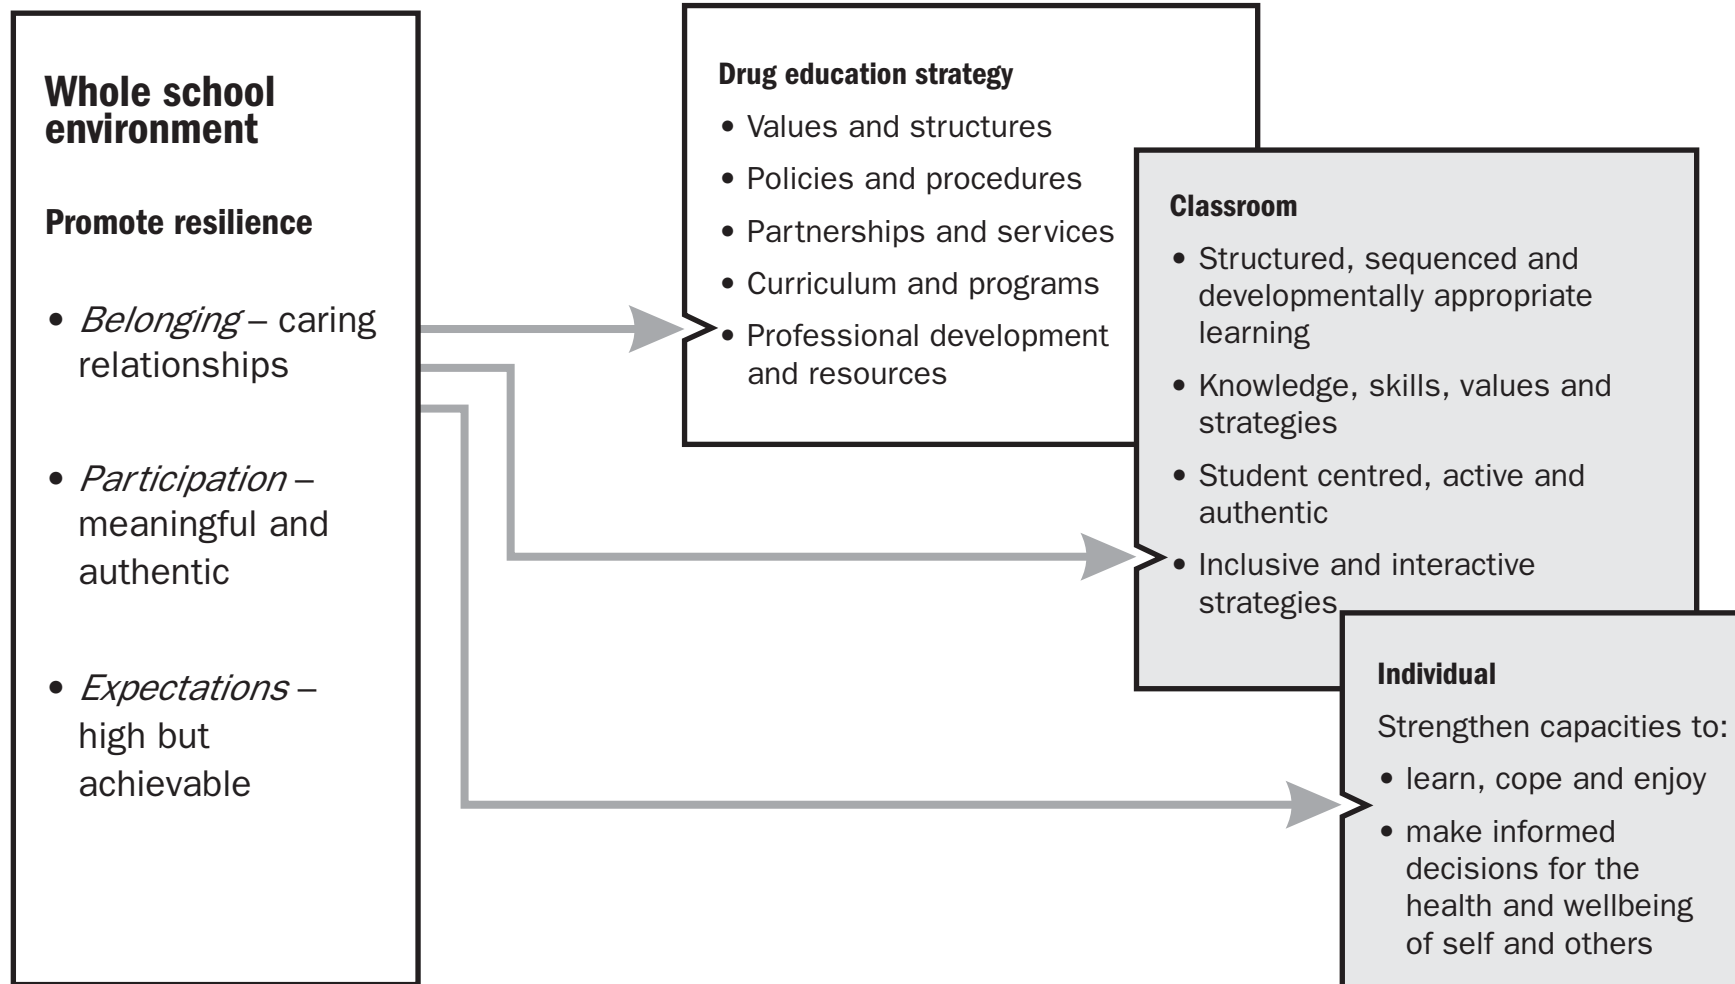 Whole school
environment
Promote resilience
• Belonging – caring
relationships
• Participation –
meaningful and
authentic
• Expectations –
high but
achievable
Drug education strategy
• Values and structures
• Policies and procedures
• Partnerships and services
• Curriculum and programs
• Professional development
and resources
Classroom
• Structured, sequenced and
developmentally appropriate
learning
• Knowledge, skills, values and
strategies
• Student centred, active and
authentic
• Inclusive and interactive
strategies
Individual
Strengthen capacities to:
• learn, cope and enjoy
• make informed
decisions for the
health and wellbeing
of self and others